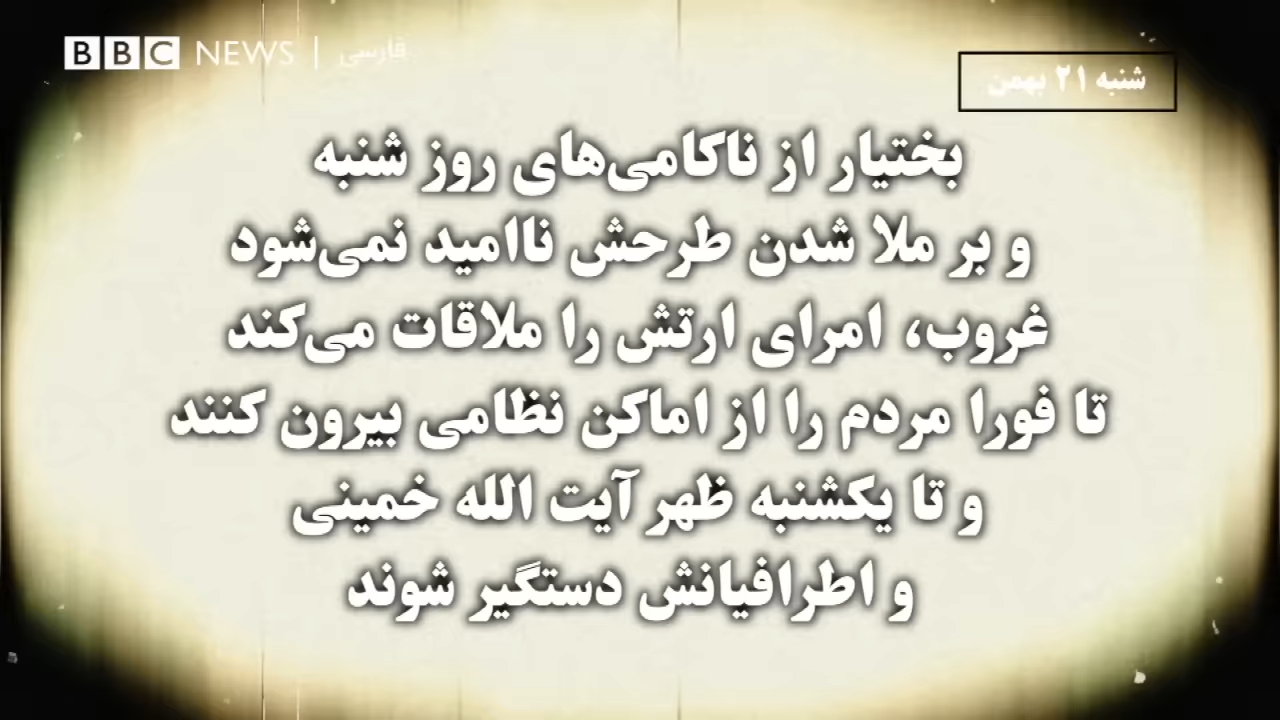 BBC NEWS | فارسی
شنبه ۲۱ بهمن
بختیار از ناکامی‌های روز شنبه
و بر ملا شدن طرحش ناامید نمی‌شود
غروب، امرای ارتش را ملاقات می‌کند
تا فورا مردم را از اماکن نظامی بیرون کنند
و تا یکشنبه ظهر آیت الله خمینی
و اطرافیانش دستگیر شوند